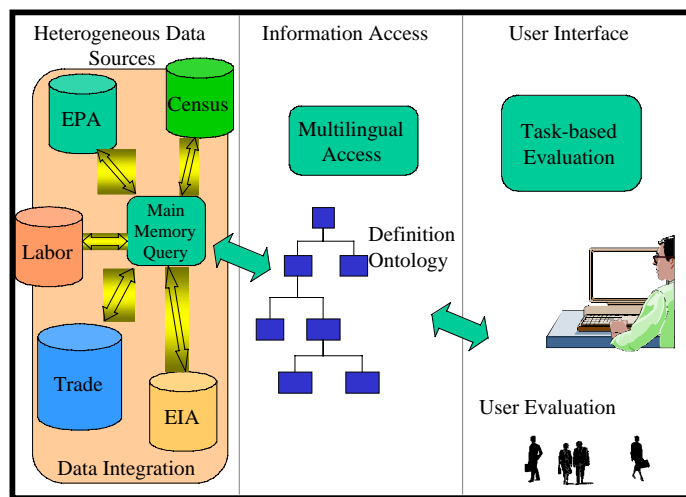 Heterogeneous Data
Sources
EPA
Census
Main
Memory
Query
Labor
Trade
EIA
Data Integration
Information Access
Multilingual
Access
Definition
Ontology
User Interface
Task-based
Evaluation
User Evaluation